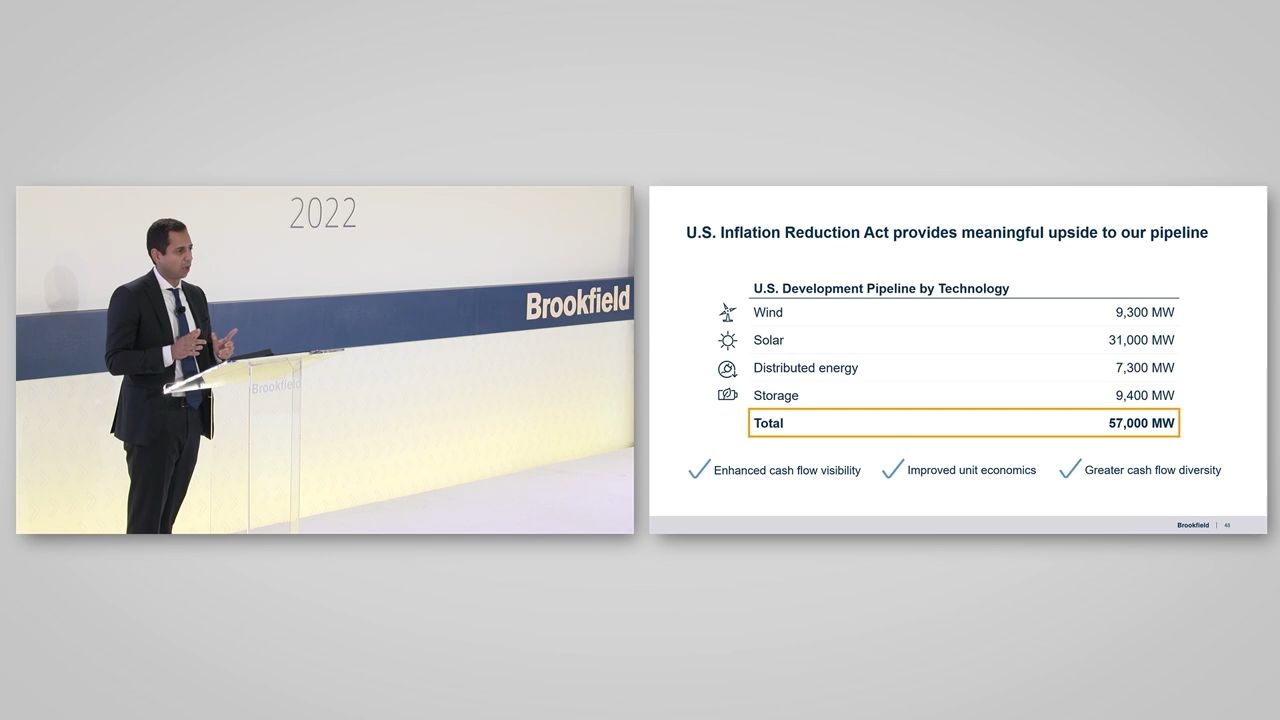 2022
Brookfield
Brookfield
U.S. Inflation Reduction Act provides meaningful upside to our pipeline
U.S. Development Pipeline by Technology
Wind 9,300 MW
Solar 31,000 MW
Distributed energy 7,300 MW
Storage 9,400 MW
Total 57,000 MW
Enhanced cash flow visibility Improved unit economics Greater cash flow diversity
Brookfield | 46